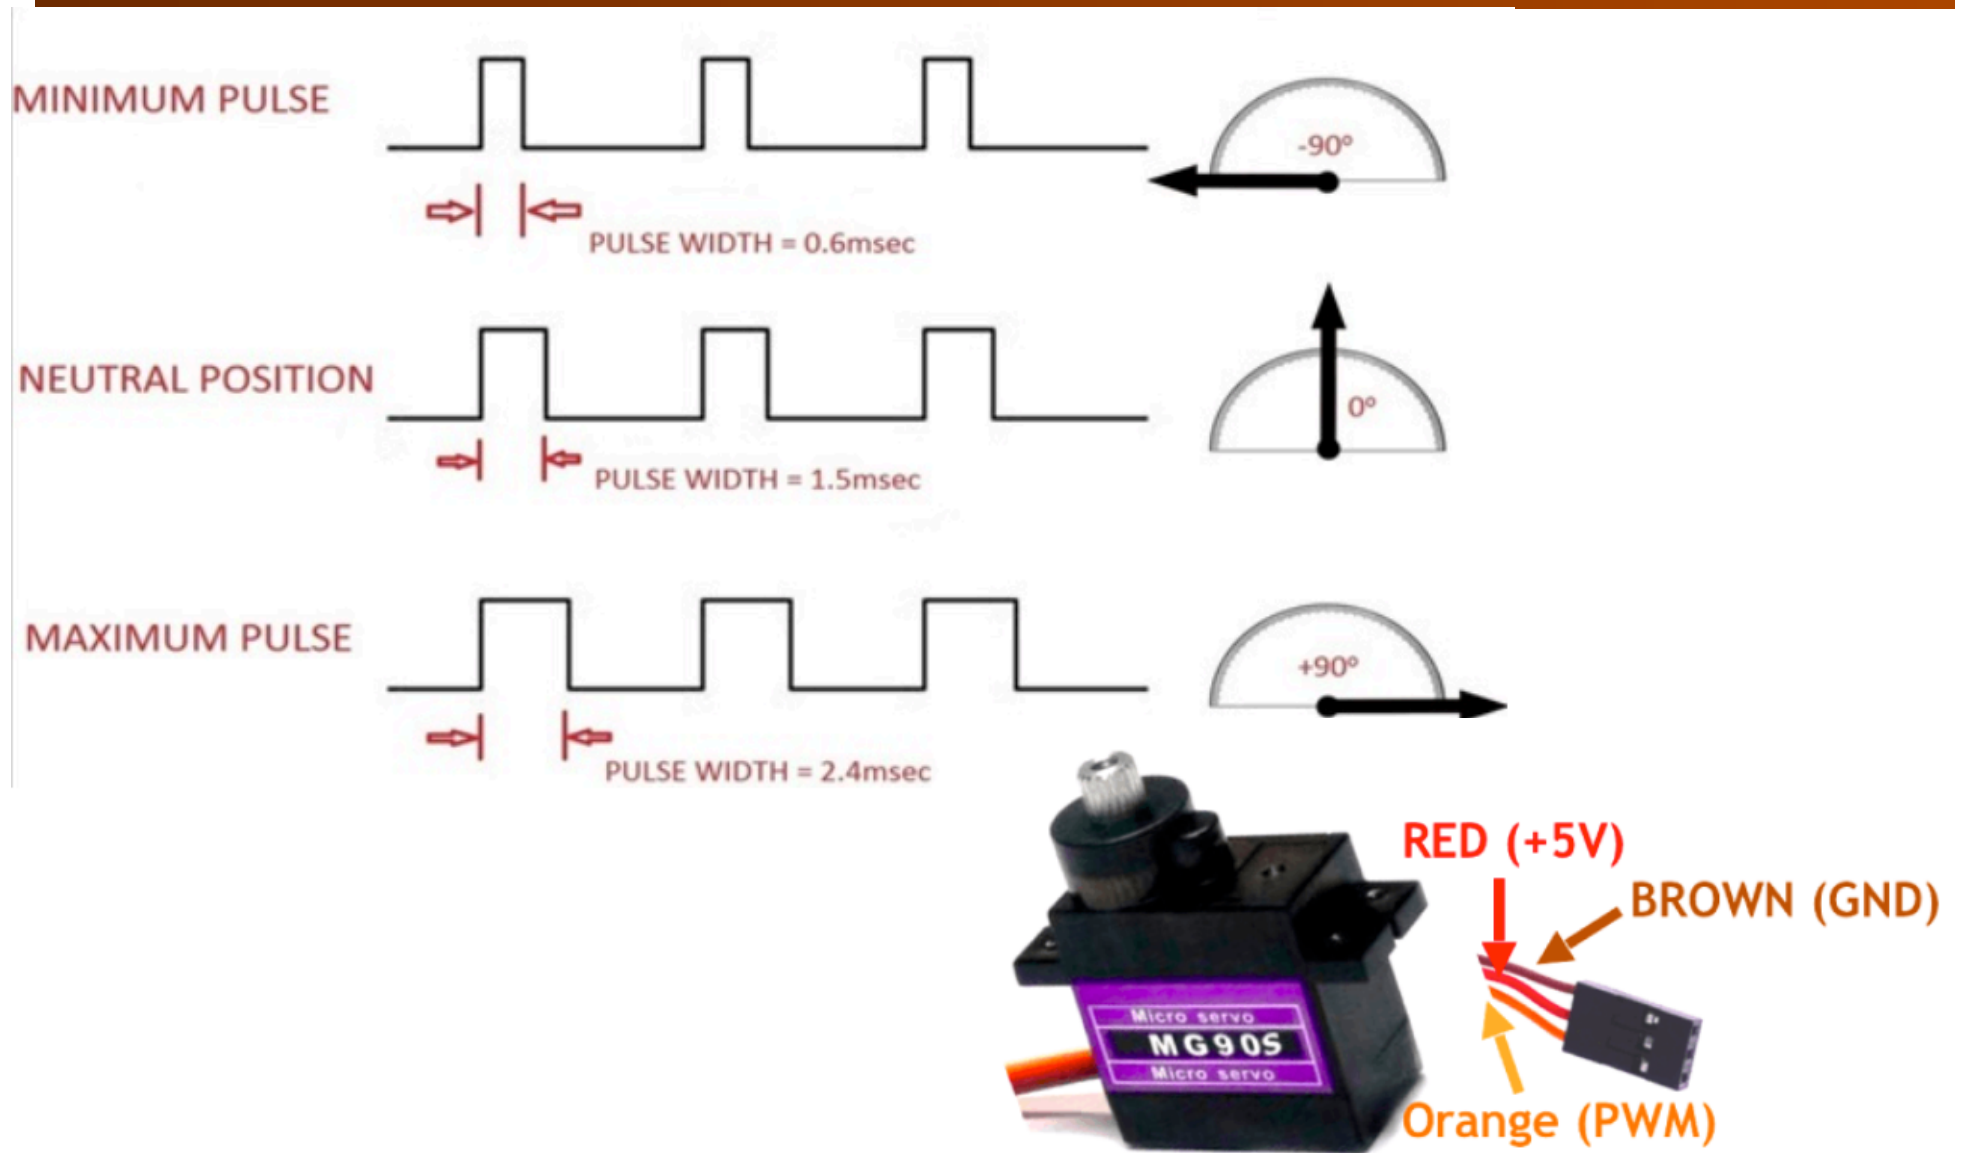 MINIMUM PULSE
-90°
PULSE WIDTH = 0.6msec
NEUTRAL POSITION
0°
PULSE WIDTH = 1.5msec
MAXIMUM PULSE
+90°
PULSE WIDTH = 2.4msec
RED (+5V)
BROWN (GND)
Micro servo
MG90S
Micro servo
Orange (PWM)